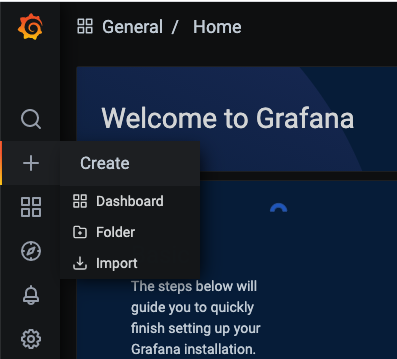 General / Home
Welcome to Grafana
Create
Dashboard
Folder
Import
The steps below will
guide you to quickly
finish setting up your
Grafana installation.